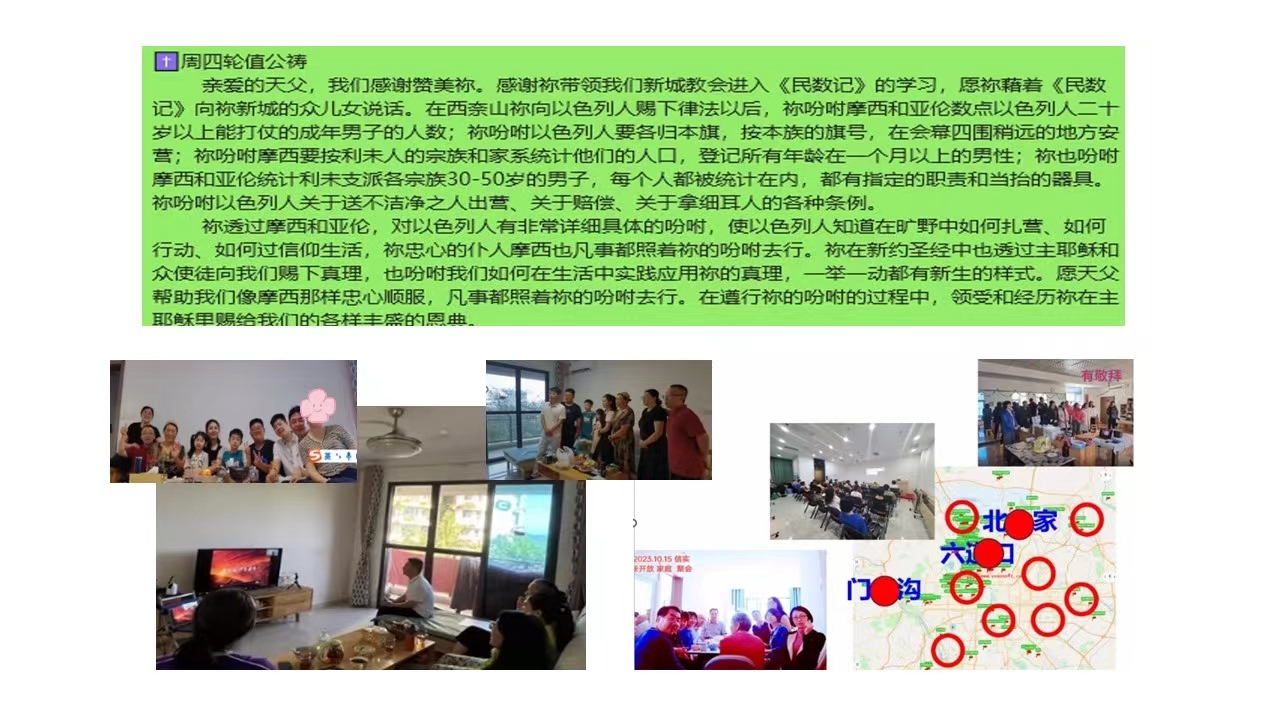 ✝周四轮值公祷
亲爱的天父，我们感谢赞美祢。感谢祢带领我们新城教会进入《民数记》的学习，愿祢藉着《民数
记》向祢新城的众儿女说话。在西奈山祢向以色列人赐下律法以后，祢吩咐摩西和亚伦数点以色列人二十
岁以上能打仗的成年男子的人数；祢吩咐以色列人要各归本旗，按本族的旗号，在会幕四围稍远的地方安
营；祢吩咐摩西要按利未人的宗族和家系统计他们的人口，登记所有年龄在一个月以上的男性；祢也吩咐
摩西和亚伦统计利未支派各宗族30-50岁的男子，每个人都被统计在内，都有指定的职责和当抬的器具。
祢吩咐以色列人关于送不洁净之人出营、关于赔偿、关于拿细耳人的各种条例。
祢透过摩西和亚伦，对以色列人有非常详细具体的吩咐，使以色列人知道在旷野中如何扎营、如何
行动、如何过信仰生活，祢忠心的仆人摩西也凡事都照着祢的吩咐去行。祢在新约圣经中也透过主耶稣和
众使徒向我们赐下真理，也吩咐我们如何在生活中实践应用祢的真理，一举一动都有新生的样式。愿天父
帮助我们像摩西那样忠心顺服，凡事都照着祢的吩咐去行。在遵行祢的吩咐的过程中，领受和经历祢在主
耶稣里赐给我们的各样丰盛的恩典。
有敬拜
英
2023.10.15 信实
开放 家庭 聚会
北 家
六 口
门 沟